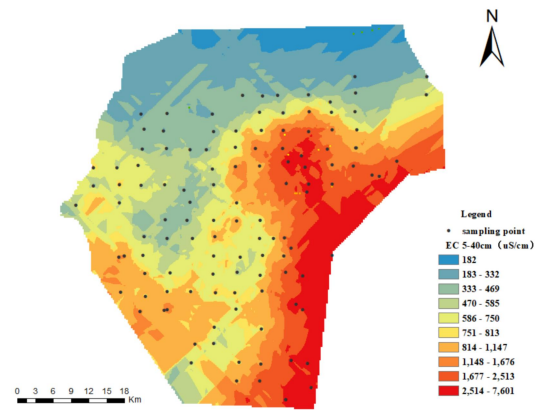 N
Legend
sampling point
EC 5-40cm（uS/cm）
182
183 - 332
333 - 469
470 - 585
586 - 750
751 - 813
814 - 1,147
1,148 - 1,676
1,677 - 2,513
2,514 - 7,601
0 3 6 12 18
Km